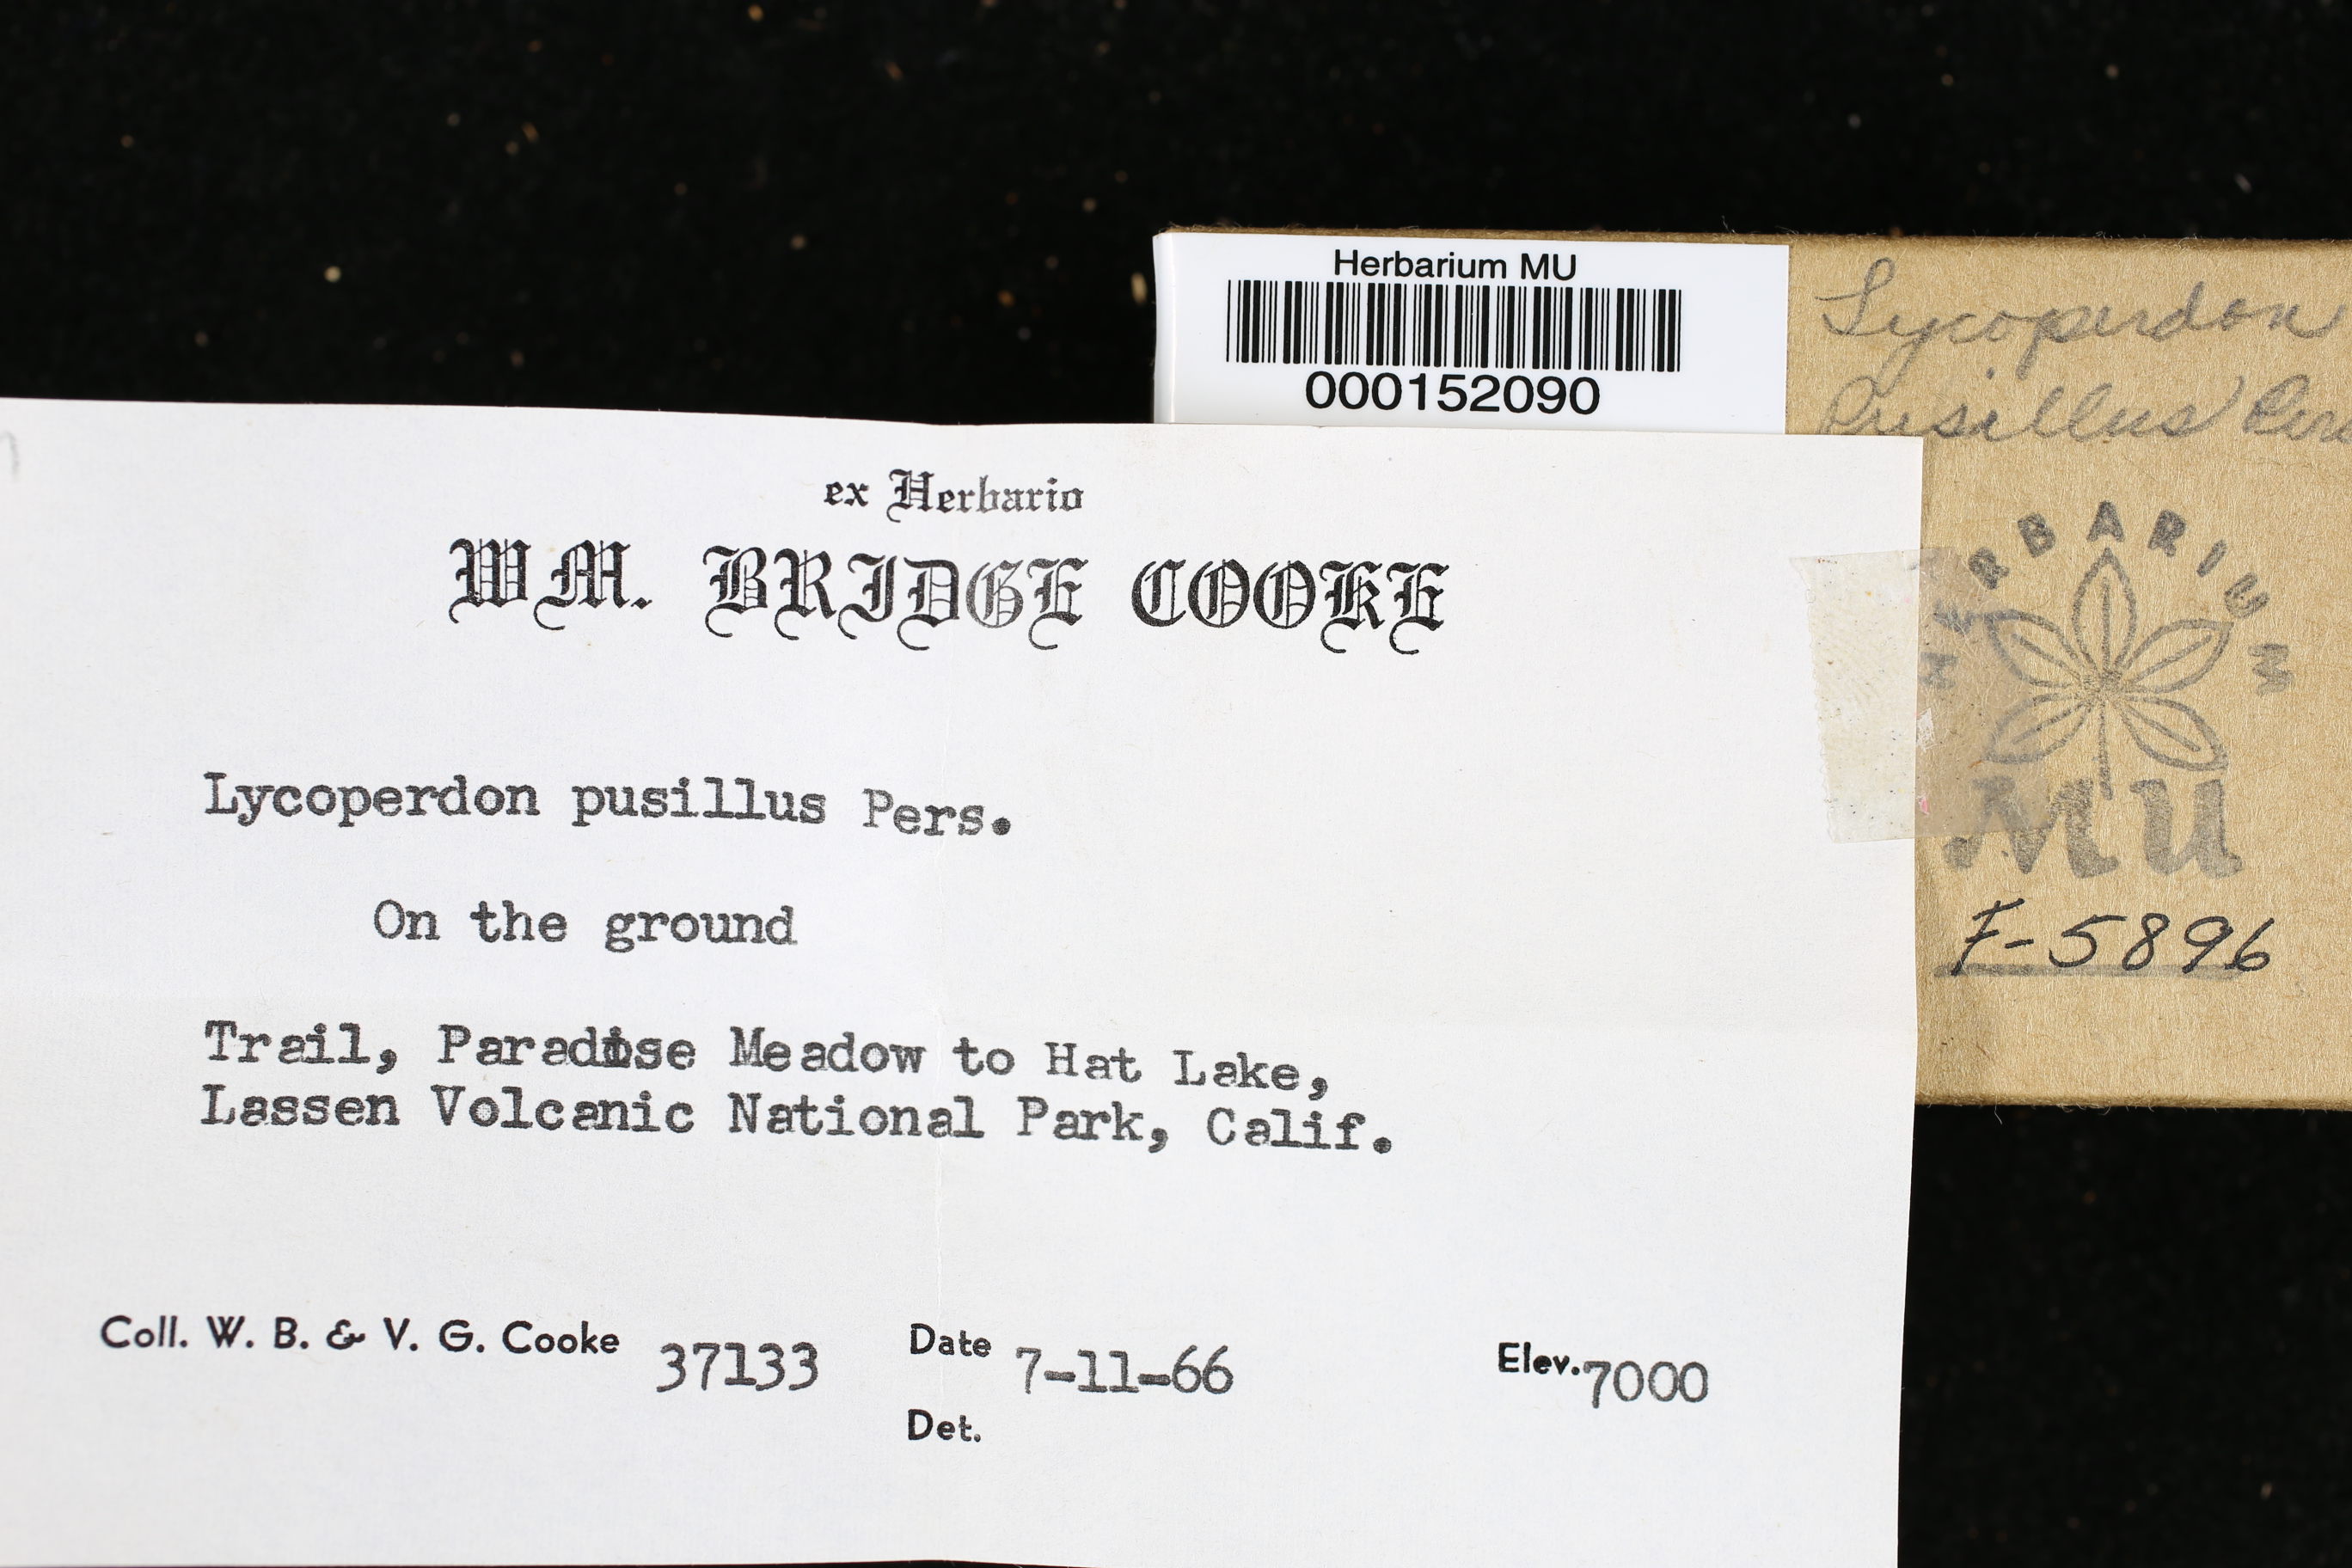 Herbarium MU
000152090
Lycoperdon
Pusillus
HERBARIUM
MU
F-5896
ex Herbario
WM. BRIDGE COOKE
Lycoperdon pusillus Pers.
On the ground
Trail, Paradise Meadow to Hat Lake,
Lassen Volcanic National Park, Calif.
Coll. W. B. & V. G. Cooke 37133 Date 7-11-66 Elev. 7000
Det.